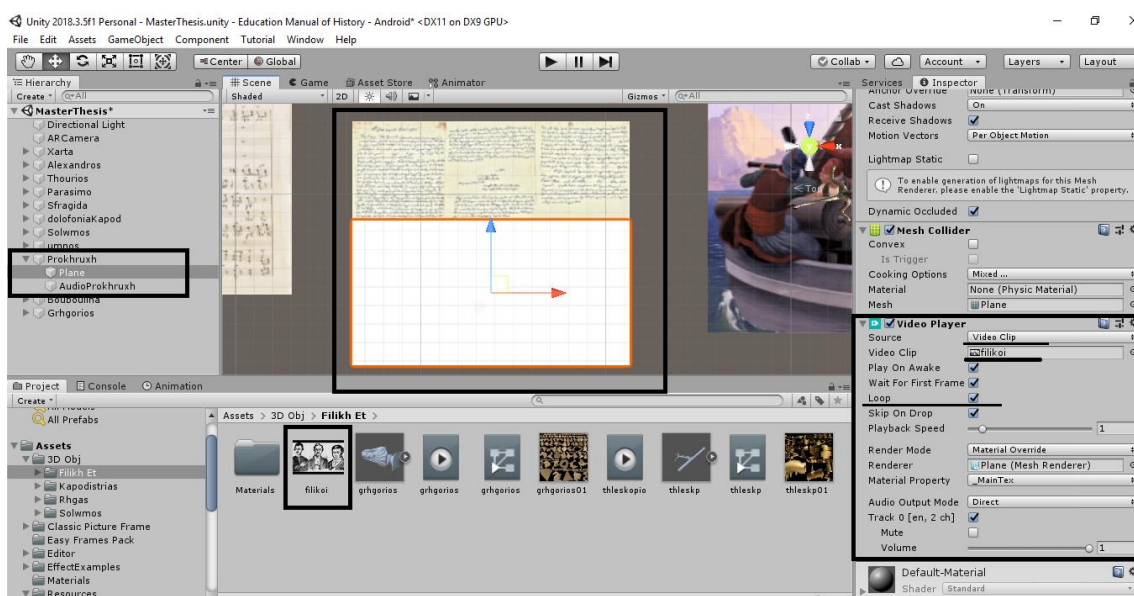 Unity 2018.3.5f1 Personal - MasterThesis.unity - Education Manual of History - Android* <DX11 on DX9 GPU>
File Edit Assets GameObject Component Tutorial Window Help
Center Global Collab Account Layers Layout
Hierarchy
Create All
MasterThesis*
Directional Light
ARCamera
Xarta
Alexandros
Thourios
Parasimo
Sfragida
dolofoniaKapod
Solwmos
umnos
Prokhruxh
Plane
AudioProkhruxh
Bouboulina
Grhgorios
Scene Game Asset Store Animator
Shaded 2D Gizmos All
Top
x
Services Inspector
Anchor Override None (Transform)
Cast Shadows On
Receive Shadows
Motion Vectors Per Object Motion
Lightmap Static
To enable generation of lightmaps for this Mesh
Renderer, please enable the 'Lightmap Static' property.
Dynamic Occluded
Mesh Collider
Convex
Is Trigger
Cooking Options Mixed ...
Material None (Physic Material)
Mesh Plane
Video Player
Source Video Clip
Video Clip filikoi
Play On Awake
Wait For First Frame
Loop
Skip On Drop
Playback Speed 1
Render Mode Material Override
Renderer Plane (Mesh Renderer)
Material Property _MainTex
Audio Output Mode Direct
Track 0 [en, 2 ch]
Mute
Volume 1
Default-Material
Shader Standard
Project Console Animation
Create
All Prefabs
Assets
3D Obj
Filikh Et
Kapodistrias
Rhgas
Solwmos
Classic Picture Frame
Easy Frames Pack
Editor
EffectExamples
Materials
Resources
Assets > 3D Obj > Filikh Et >
Materials filikoi grhgorios grhgorios grhgorios grhgorios01 thleskopio thleskp thleskp thleskp01